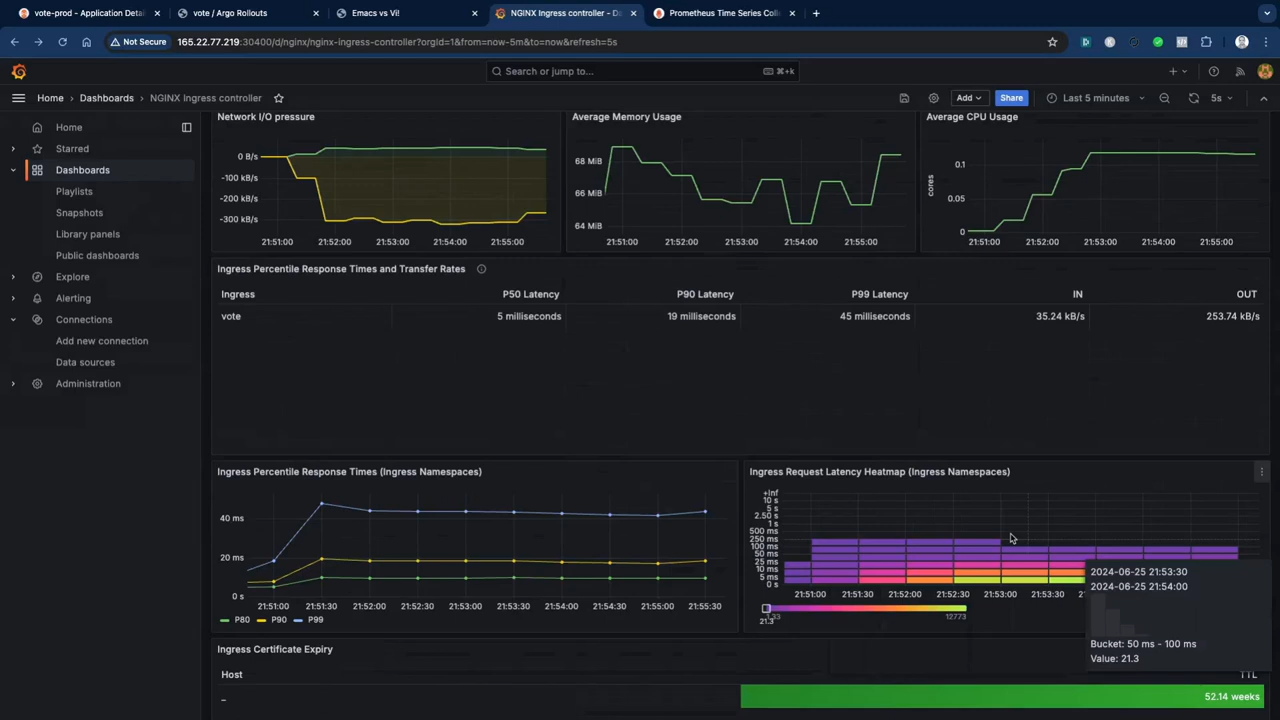 vote-prod - Application Detail
vote / Argo Rollouts
Emacs vs Vi!
NGINX Ingress controller - D
Prometheus Time Series Coll
Not Secure
165.22.77.219:30400/d/nginx/nginx-ingress-controller?orgId=1&from=now-5m&to=now&refresh=5s
Search or jump to...
⌘+k
Home
Dashboards
NGINX Ingress controller
Add
Share
Last 5 minutes
5s
Home
Starred
Dashboards
Playlists
Snapshots
Library panels
Public dashboards
Explore
Alerting
Connections
Add new connection
Data sources
Administration
Network I/O pressure
0 B/s
-100 kB/s
-200 kB/s
-300 kB/s
21:51:00 21:52:00 21:53:00 21:54:00 21:55:00
Average Memory Usage
68 MiB
66 MiB
64 MiB
21:51:00 21:52:00 21:53:00 21:54:00 21:55:00
Average CPU Usage
cores
0.1
0.05
0
21:51:00 21:52:00 21:53:00 21:54:00 21:55:00
Ingress Percentile Response Times and Transfer Rates
Ingress P50 Latency P90 Latency P99 Latency IN OUT
vote 5 milliseconds 19 milliseconds 45 milliseconds 35.24 kB/s 253.74 kB/s
Ingress Percentile Response Times (Ingress Namespaces)
40 ms
20 ms
0 s
21:51:00 21:51:30 21:52:00 21:52:30 21:53:00 21:53:30 21:54:00 21:54:30 21:55:00 21:55:30
P80 P90 P99
Ingress Request Latency Heatmap (Ingress Namespaces)
+Inf
10 s
5 s
2.50 s
1 s
500 ms
250 ms
100 ms
50 ms
25 ms
10 ms
5 ms
0 s
21:51:00 21:51:30 21:52:00 21:52:30 21:53:00 21:53:30
21.3
12773
2024-06-25 21:53:30
2024-06-25 21:54:00
Bucket: 50 ms - 100 ms
Value: 21.3
Ingress Certificate Expiry
Host TTL
– 52.14 weeks